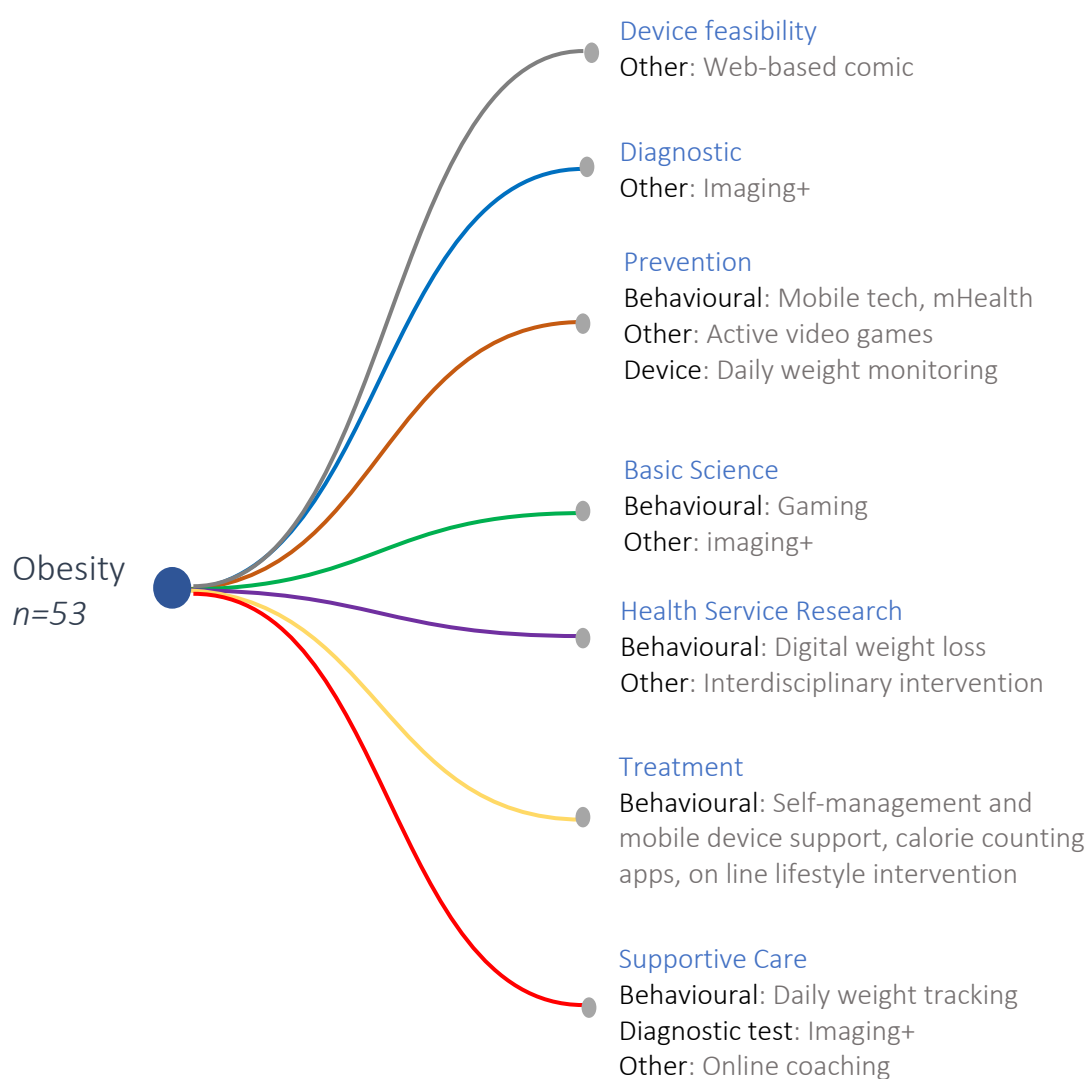 Obesity
n=53
Device feasibility
Other: Web-based comic
Diagnostic
Other: Imaging+
Prevention
Behavioural: Mobile tech, mHealth
Other: Active video games
Device: Daily weight monitoring
Basic Science
Behavioural: Gaming
Other: imaging+
Health Service Research
Behavioural: Digital weight loss
Other: Interdisciplinary intervention
Treatment
Behavioural: Self-management and
mobile device support, calorie counting
apps, on line lifestyle intervention
Supportive Care
Behavioural: Daily weight tracking
Diagnostic test: Imaging+
Other: Online coaching